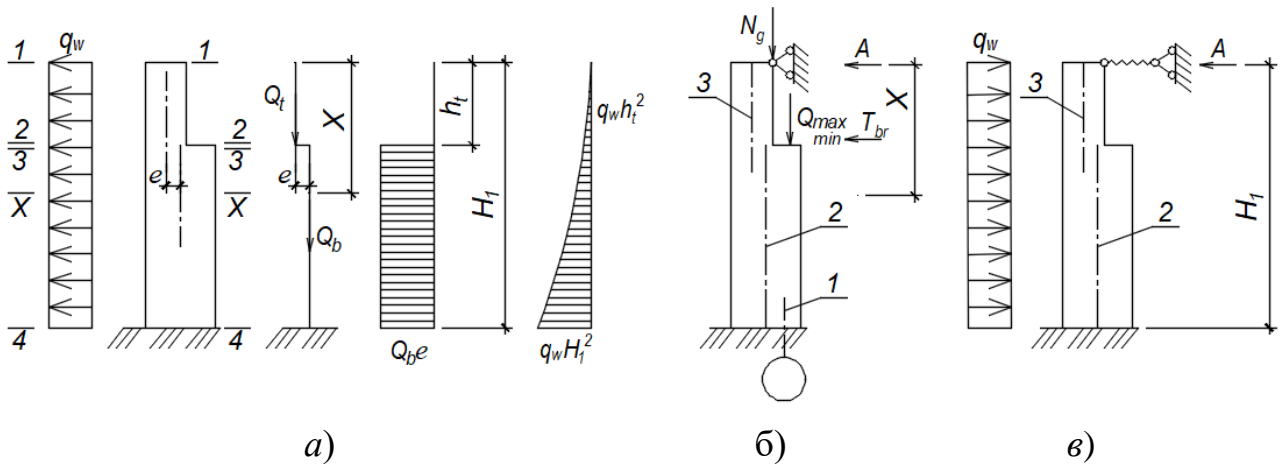 1
q_w
1
2
3
X
4
e
2
3
X
4
Q_t
e
Q_b
X
h_t
H_1
Q_b e
q_w h_t^2
q_w H_1^2
а)
N_g
A
3
Q_max
min
T_br
X
2
1
б)
q_w
A
3
2
H_1
в)